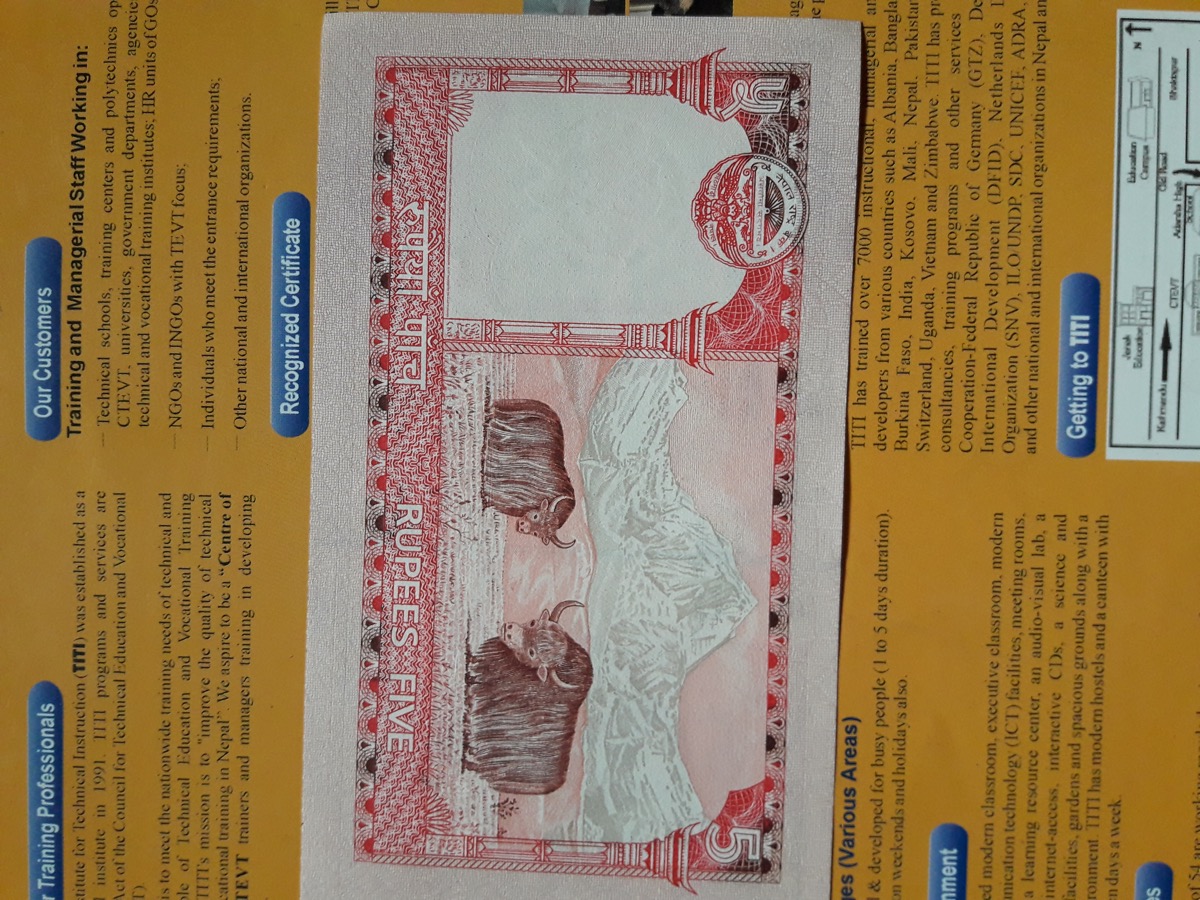 r Training Professionals
stitute for Technical Instruction (TITI) was established as a
l institute in 1991. TITI programs and services are
Act of the Council for Technical Education and Vocational
T).
is to meet the nationwide training needs of technical and
ple of Technical Education and Vocational Training
TITI's mission is to "improve the quality of technical
cational training in Nepal". We aspire to be a "Centre of
TEVT trainers and managers training in developing
Our Customers
Training and Managerial Staff Working in:
— Technical schools, training centers and polytechnics op
CTEVT, universities, government departments, agencie
technical and vocational training institutes; HR units of GOs
— NGOs and INGOs with TEVT focus;
— Individuals who meet the entrance requirements;
— Other national and international organizations.
Recognized Certificate
रुपैयाँ पाँच RUPEES FIVE
५ 5
ges (Various Areas)
l & developed for busy people (1 to 5 days duration).
on weekends and holidays also.
nment
ed modern classroom, executive classroom, modern
unication technology (ICT) facilities, meeting rooms,
a learning resource center, an audio-visual lab, a
internet-access, interactive CDs, a science and
facilities, gardens and spacious grounds along with a
ronment. TITI has modern hostels and a canteen with
en days a week.
es
of 54 are working
TITI has trained over 7000 instructional, managerial an
developers from various countries such as Albania, Bangla
Burkina Faso, India, Kosovo, Mali, Nepal, Pakistan
Switzerland, Uganda, Vietnam and Zimbabwe. TITI has pr
consultancies, training programs and other services
Cooperation-Federal Republic of Germany (GTZ), De
International Development (DFID), Netherlands D
Organization (SNV), ILO/UNDP, SDC, UNICEF, ADRA,
and other national and international organizations in Nepal an
Getting to TITI
Janak
Education
Education
Campus
N
Kathmandu
CTEVT
Old Road
Bhaktapur
Adarsha High
School